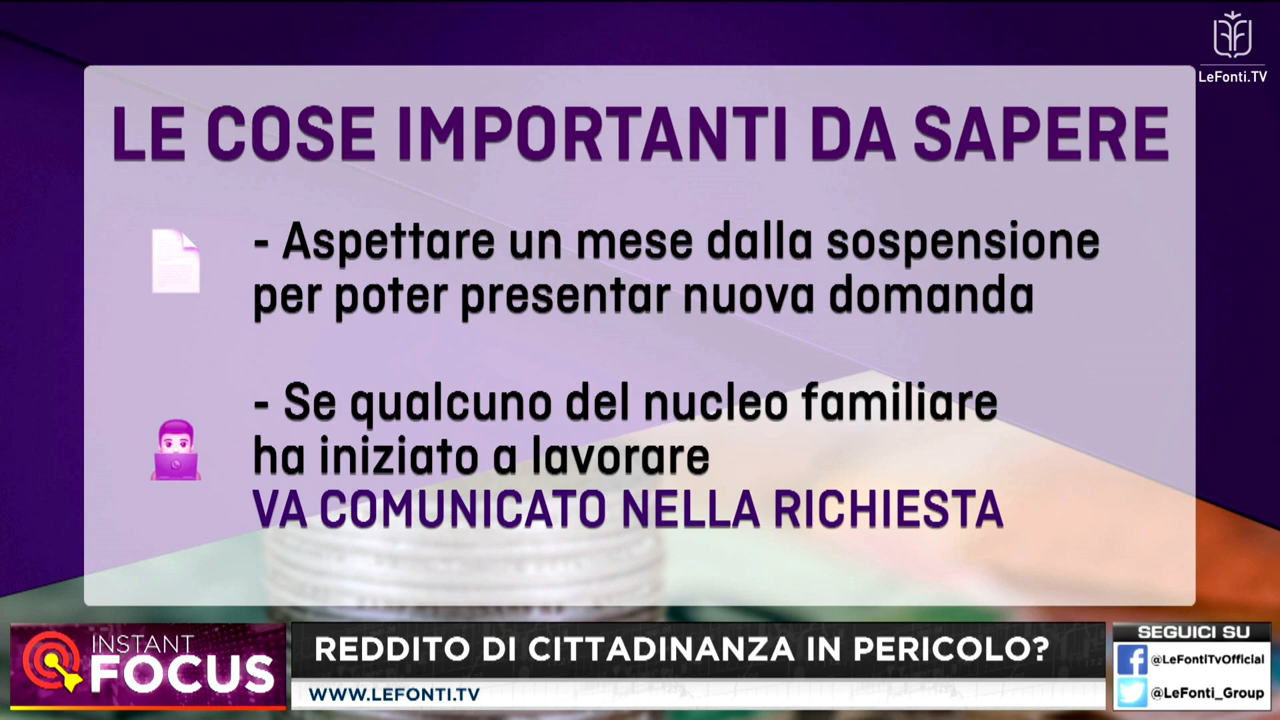 LeFonti.TV
LE COSE IMPORTANTI DA SAPERE
- Aspettare un mese dalla sospensione
per poter presentar nuova domanda
- Se qualcuno del nucleo familiare
ha iniziato a lavorare
VA COMUNICATO NELLA RICHIESTA
INSTANT
FOCUS
REDDITO DI CITTADINANZA IN PERICOLO?
WWW.LEFONTI.TV
SEGUICI SU
@LeFontiTvOfficial
@LeFonti_Group